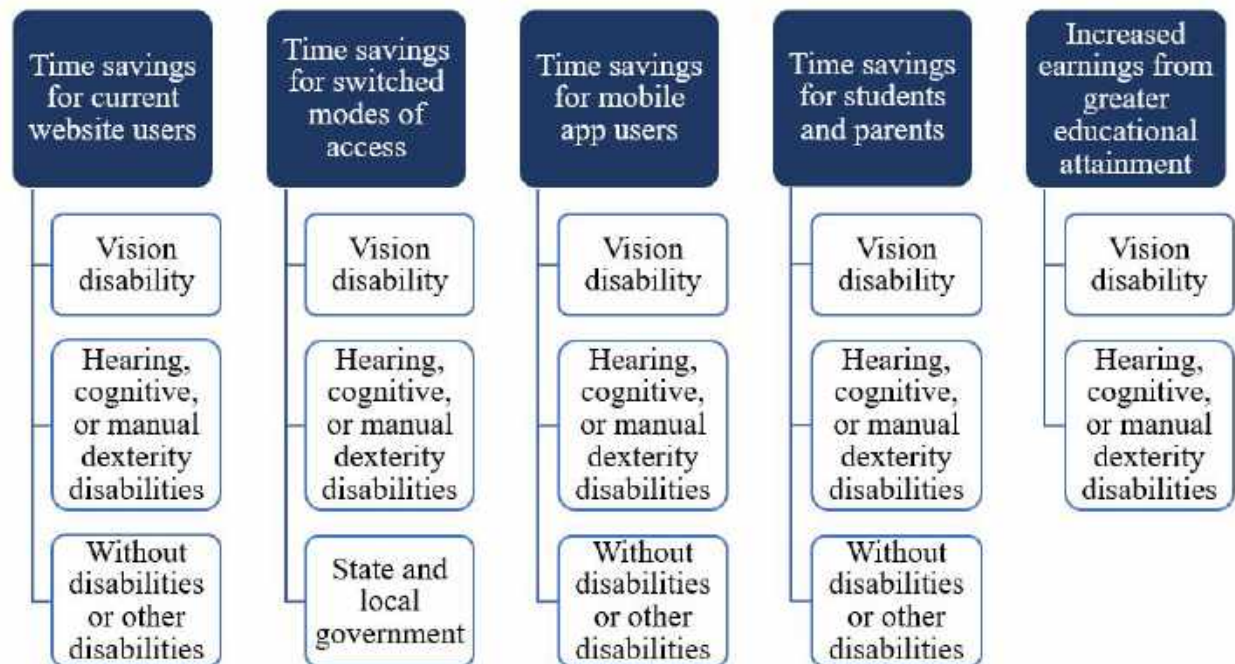 Time savings
for current
website users
Vision
disability
Hearing,
cognitive,
or manual
dexterity
disabilities
Without
disabilities
or other
disabilities
Time savings
for switched
modes of
access
Vision
disability
Hearing,
cognitive,
or manual
dexterity
disabilities
State and
local
government
Time savings
for mobile
app users
Vision
disability
Hearing,
cognitive,
or manual
dexterity
disabilities
Without
disabilities
or other
disabilities
Time savings
for students
and parents
Vision
disability
Hearing,
cognitive,
or manual
dexterity
disabilities
Without
disabilities
or other
disabilities
Increased
earnings from
greater
educational
attainment
Vision
disability
Hearing,
cognitive,
or manual
dexterity
disabilities